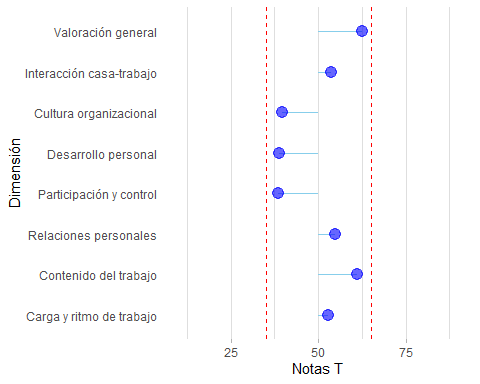 Valoración general
Interacción casa-trabajo
Cultura organizacional
Desarrollo personal
Participación y control
Relaciones personales
Contenido del trabajo
Carga y ritmo de trabajo
Dimensión
25 50 75
Notas T